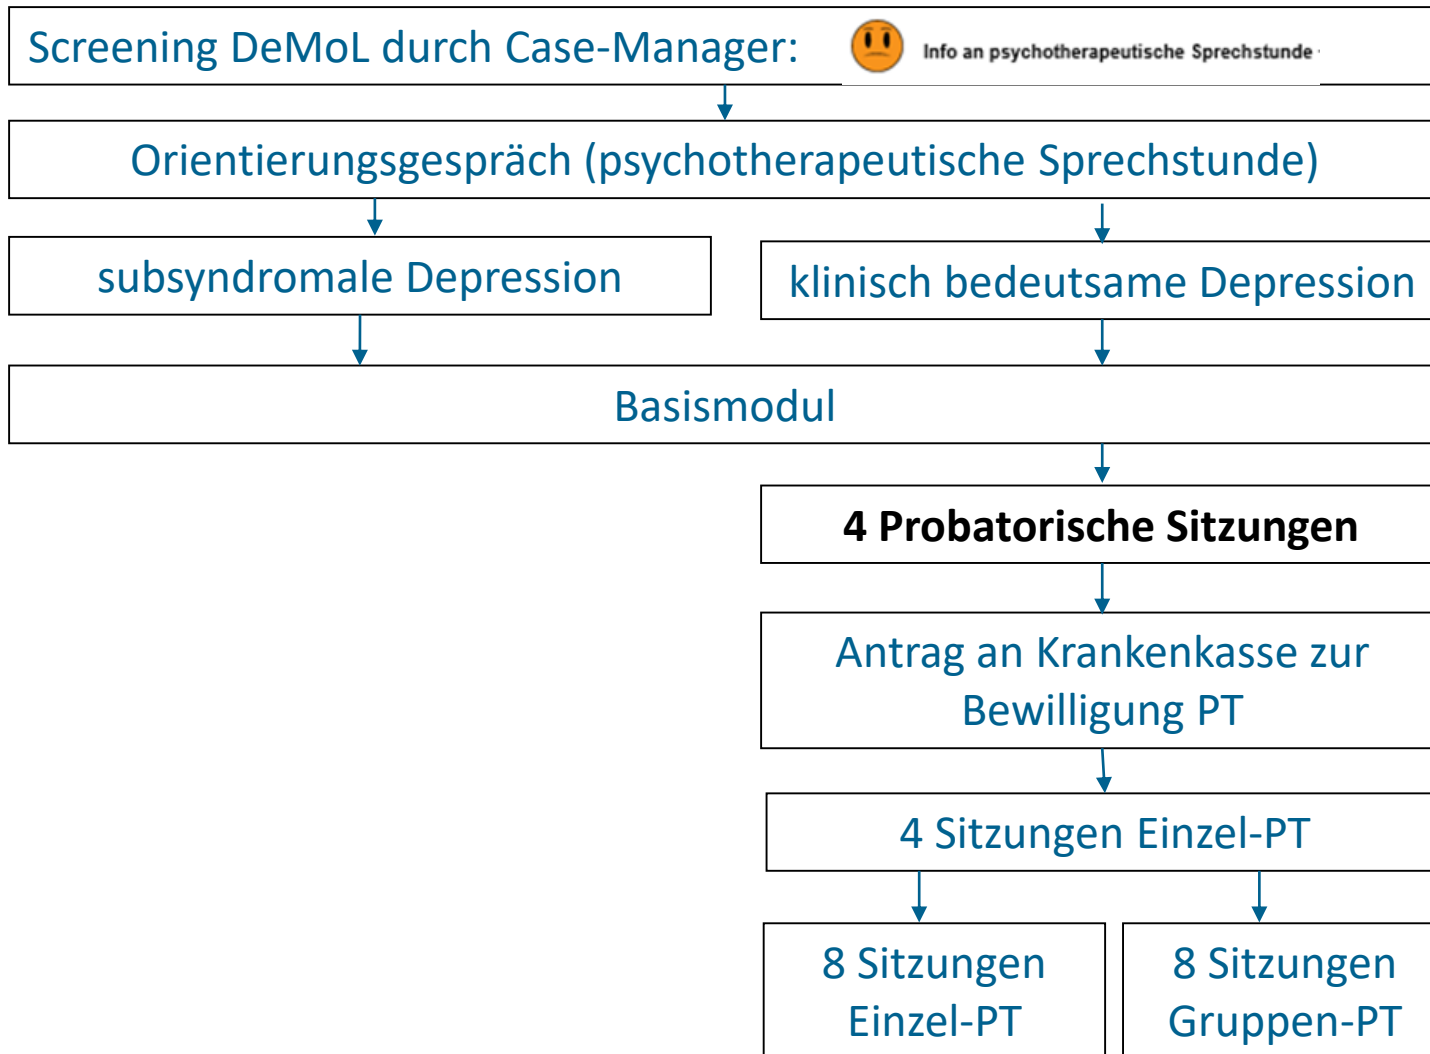 Screening DeMoL durch Case-Manager:
Info an psychotherapeutische Sprechstunde
Orientierungsgespräch (psychotherapeutische Sprechstunde)
subsyndromale Depression
klinisch bedeutsame Depression
Basismodul
4 Probatorische Sitzungen
Antrag an Krankenkasse zur
Bewilligung PT
4 Sitzungen Einzel-PT
8 Sitzungen
Einzel-PT
8 Sitzungen
Gruppen-PT